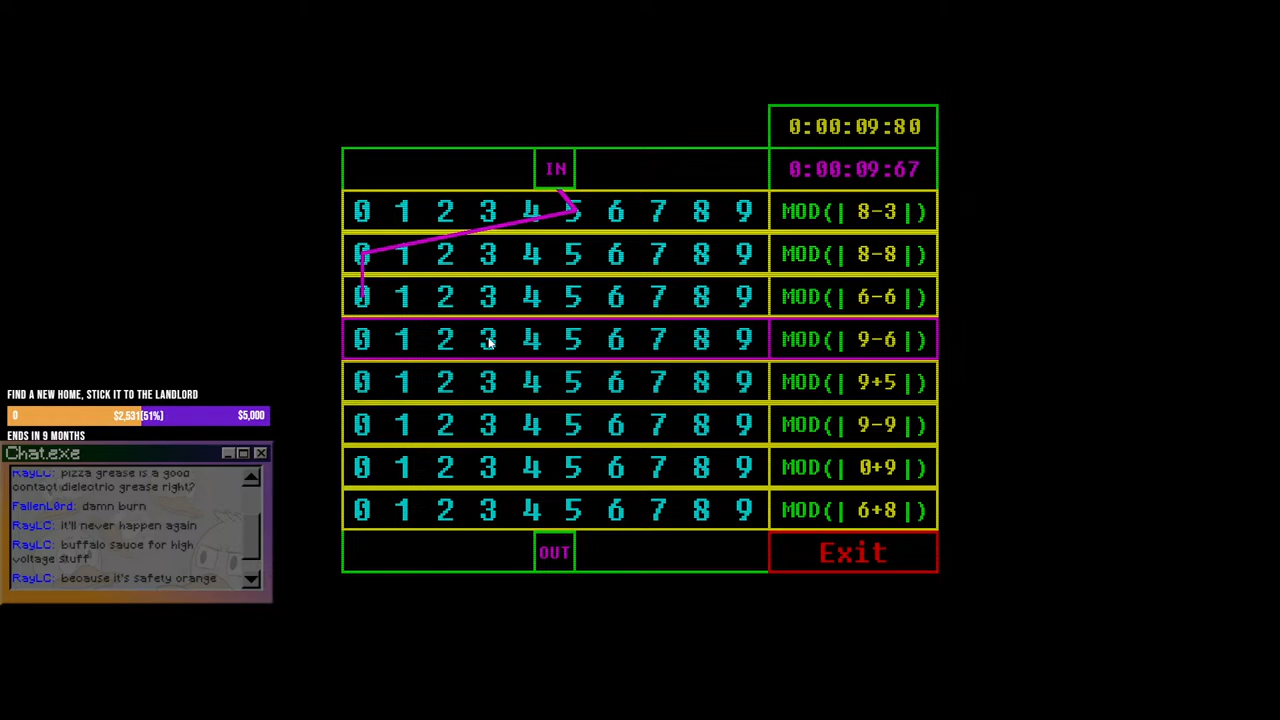 0:00:09:80
IN
0:00:09:67
0 1 2 3 4 5 6 7 8 9 MOD(| 8-3 |)
0 1 2 3 4 5 6 7 8 9 MOD(| 8-8 |)
0 1 2 3 4 5 6 7 8 9 MOD(| 6-6 |)
0 1 2 3 4 5 6 7 8 9 MOD(| 9-6 |)
0 1 2 3 4 5 6 7 8 9 MOD(| 9+5 |)
0 1 2 3 4 5 6 7 8 9 MOD(| 9-9 |)
0 1 2 3 4 5 6 7 8 9 MOD(| 0+9 |)
0 1 2 3 4 5 6 7 8 9 MOD(| 6+8 |)
OUT
Exit
FIND A NEW HOME, STICK IT TO THE LANDLORD
0 $2,531(51%) $5,000
ENDS IN 9 MONTHS
Chat.exe
RayLC: pizza grease is a good
contact dielectric grease right?
FallenL0rd: damn burn
RayLC: it'll never happen again
RayLC: buffalo sauce for high
voltage stuff
RayLC: because it's safety orange